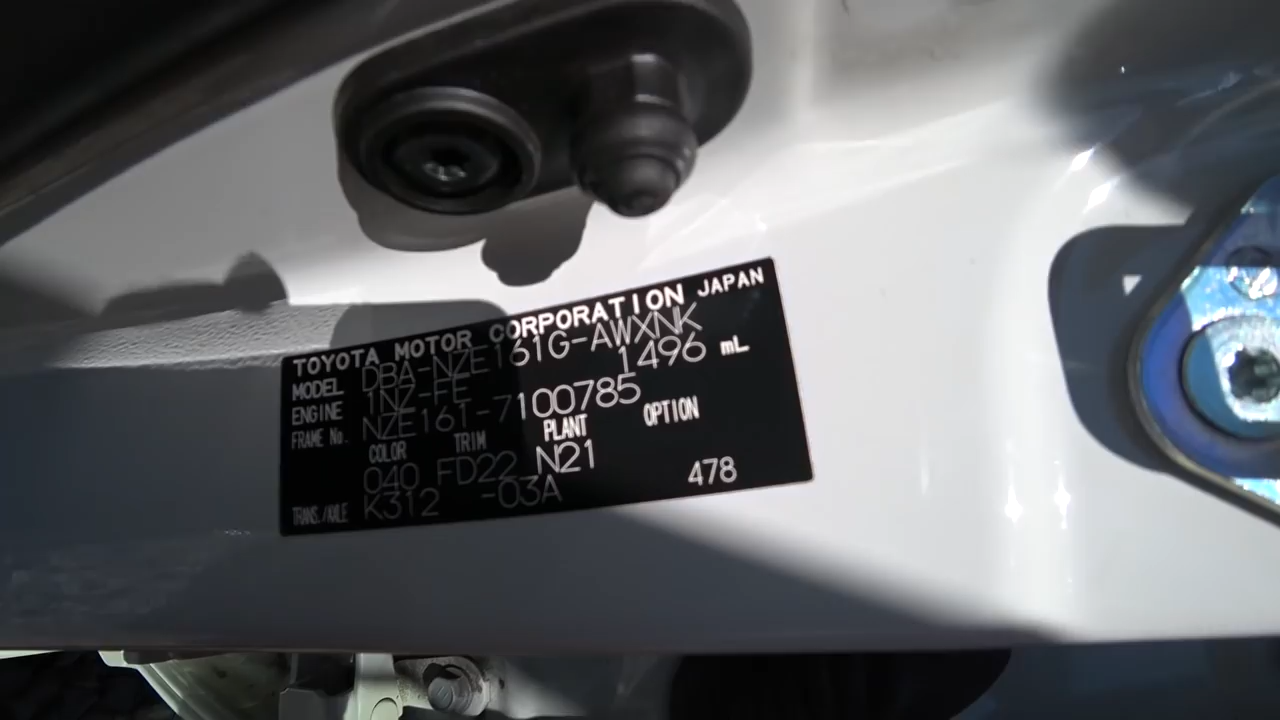 TOYOTA MOTOR CORPORATION JAPAN
MODEL DBA-NZE161G-AWXNK
ENGINE 1NZ-FE 1496 mL
FRAME No. NZE161-7100785
COLOR TRIM PLANT OPTION
040 FD22 N21
TRANS./AXLE K312 -03A 478